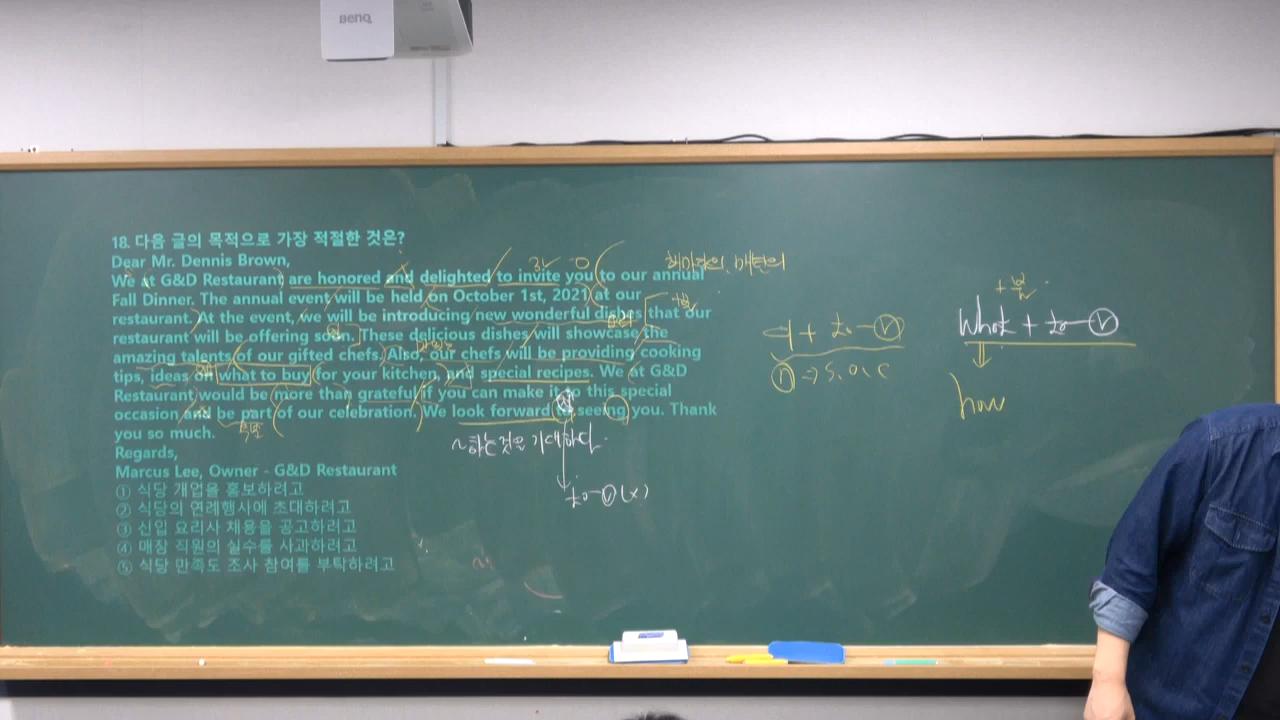 BenQ
18. 다음 글의 목적으로 가장 적절한 것은?
Dear Mr. Dennis Brown,
We at G&D Restaurant are honored and delighted to invite you to our annual
Fall Dinner. The annual event will be held on October 1st, 2021 at our
restaurant. At the event, we will be introducing new wonderful dishes that our
restaurant will be offering soon. These delicious dishes will showcase the
amazing talents of our gifted chefs. Also, our chefs will be providing cooking
tips, ideas on what to buy for your kitchen, and special recipes. We at G&D
Restaurant would be more than grateful if you can make it to this special
occasion and be part of our celebration. We look forward to seeing you. Thank
you so much.
Regards,
Marcus Lee, Owner - G&D Restaurant
① 식당 개업을 홍보하려고
② 식당의 연례행사에 초대하려고
③ 신입 요리사 채용을 공고하려고
④ 매장 직원의 실수를 사과하려고
⑤ 식당 만족도 조사 참여를 부탁하려고
~하는것을 기대하다.
to-ⓥ(x)
의 + to-ⓥ
ⓝ => S, O, C
What + to-ⓥ
how